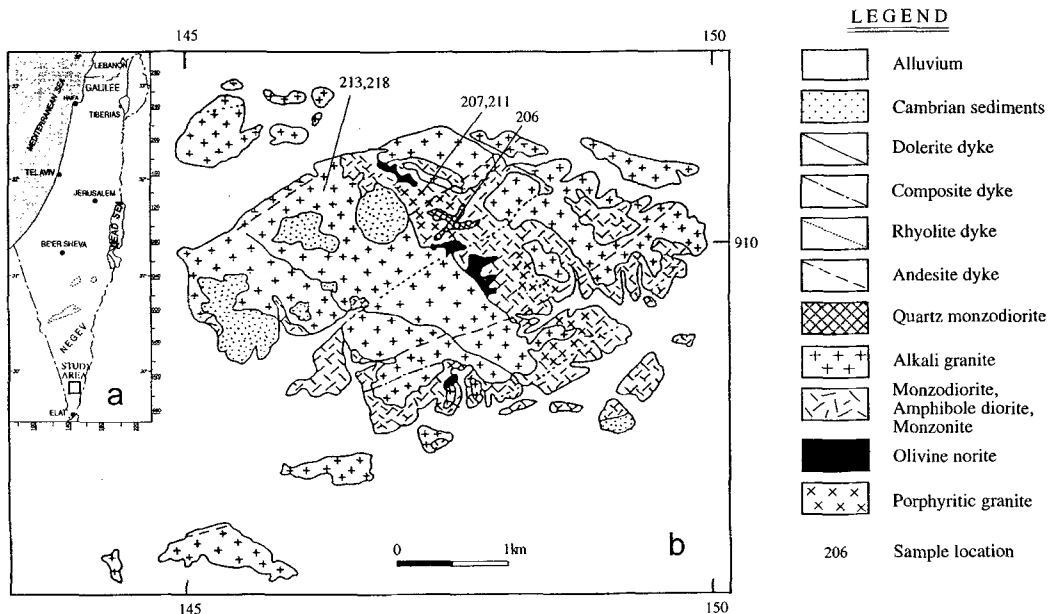 145
150
LEGEND
LEBANON
GALILEE
HAIFA
TIBERIAS
MEDITERRANEAN SEA
TELAVIV
JERUSALEM
DEAD SEA
BE'ER SHEVA
NEGEV
STUDY
AREA
ELAT
a
213,218
207,211
206
910
b
0
1km
145
150
Alluvium
Cambrian sediments
Dolerite dyke
Composite dyke
Rhyolite dyke
Andesite dyke
Quartz monzodiorite
Alkali granite
Monzodiorite,
Amphibole diorite,
Monzonite
Olivine norite
Porphyritic granite
206 Sample location